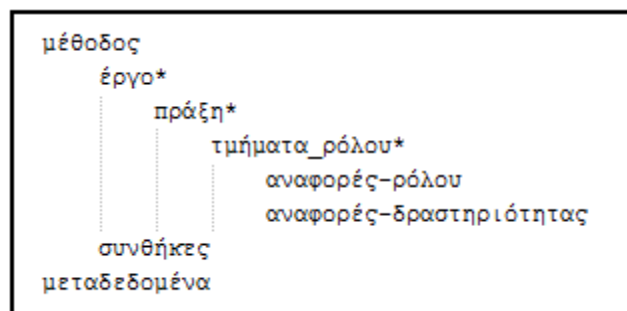 μέθοδος
έργο*
πράξη*
τμήματα_ρόλου*
αναφορές-ρόλου
αναφορές-δραστηριότητας
συνθήκες
μεταδεδομένα